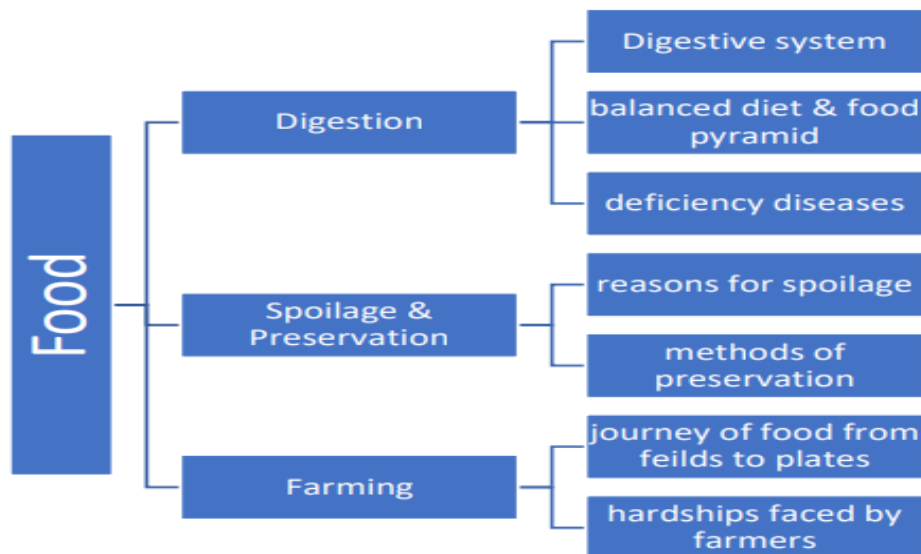 Food
Digestion
Digestive system
balanced diet & food
pyramid
deficiency diseases
Spoilage &
Preservation
reasons for spoilage
methods of
preservation
Farming
journey of food from
feilds to plates
hardships faced by
farmers